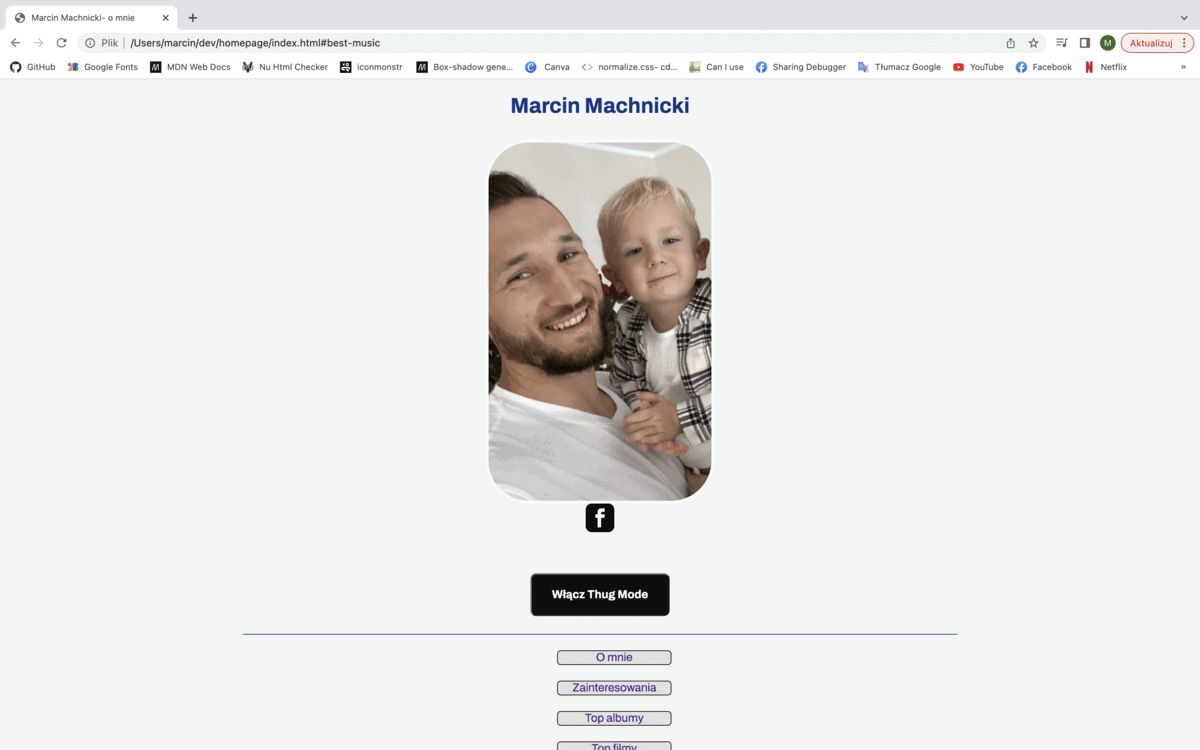 Marcin Machnicki- o mnie
Plik /Users/marcin/dev/homepage/index.html#best-music
M
Aktualizuj
GitHub Google Fonts MDN Web Docs Nu Html Checker iconmonstr Box-shadow gene... Canva normalize.css- cd... Can I use Sharing Debugger Tłumacz Google YouTube Facebook Netflix »
Marcin Machnicki
Włącz Thug Mode
O mnie
Zainteresowania
Top albumy
Top filmy